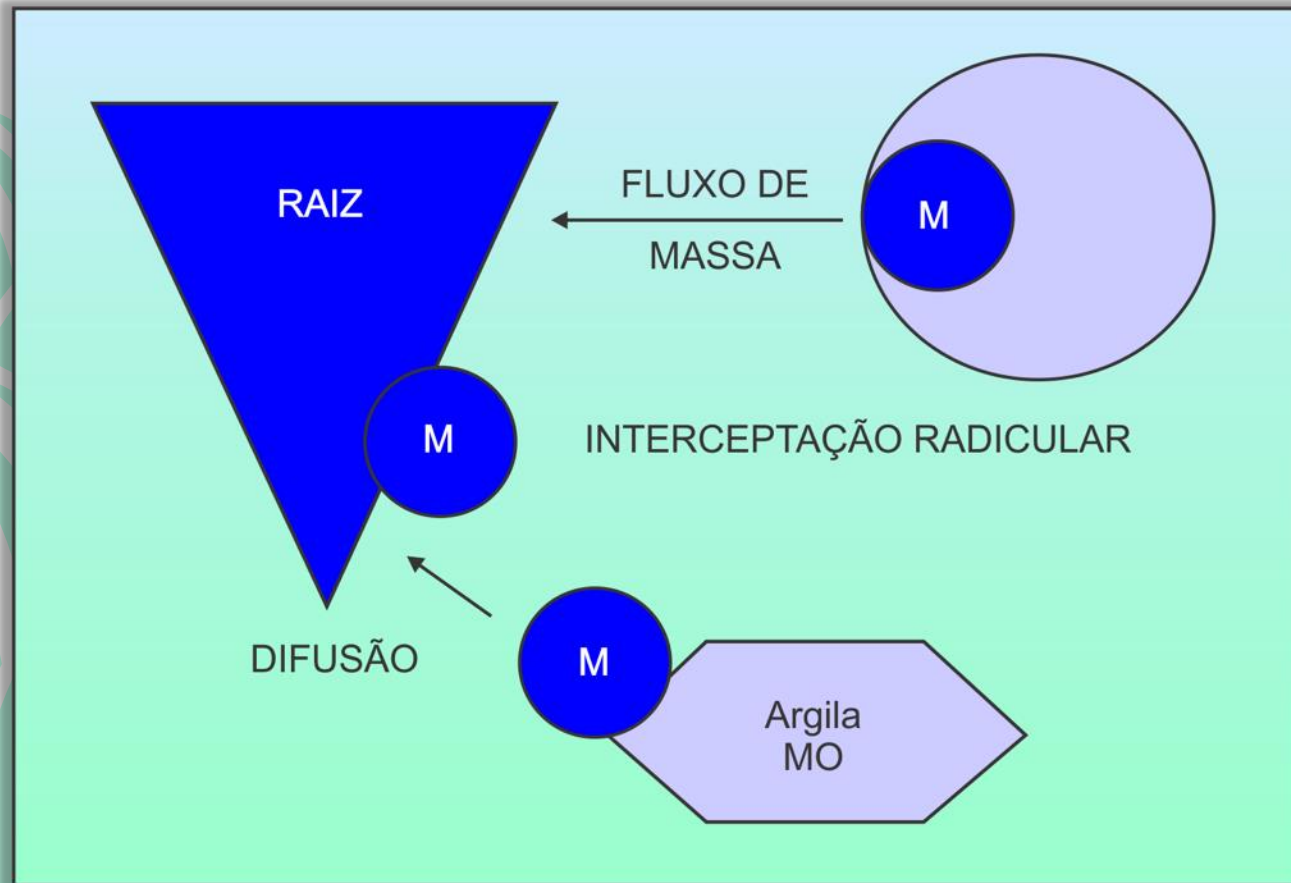 RAIZ
FLUXO DE
MASSA
M
M
INTERCEPTAÇÃO RADICULAR
DIFUSÃO
M
Argila
MO